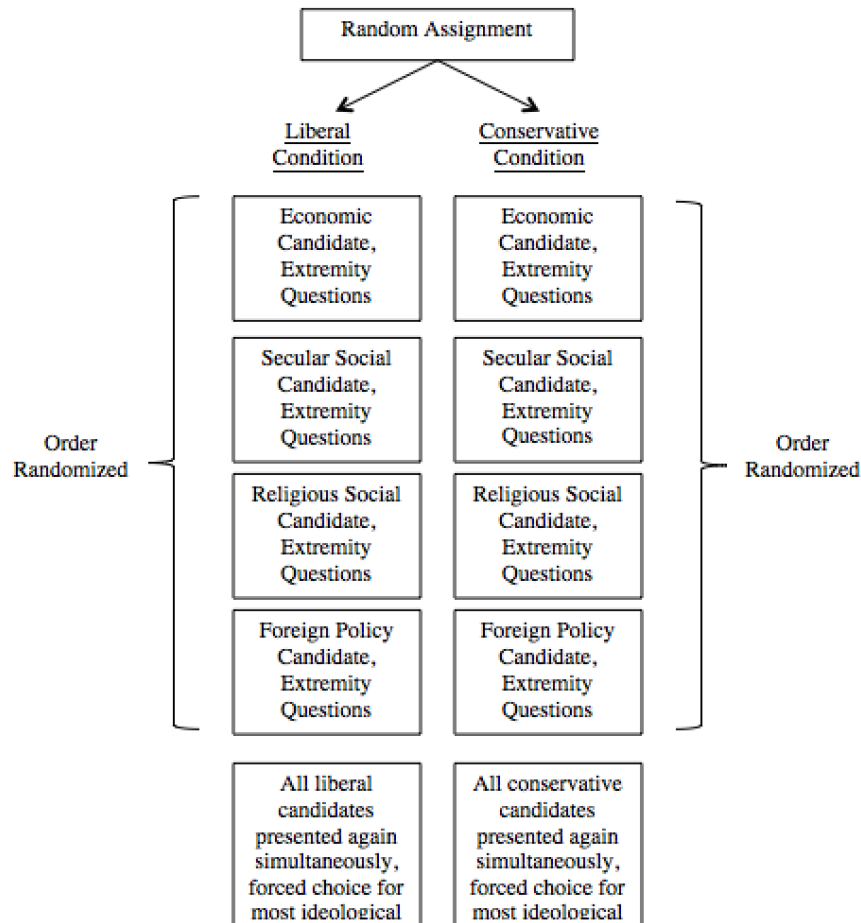 Random Assignment
Liberal
Condition
Conservative
Condition
Economic
Candidate,
Extremity
Questions
Economic
Candidate,
Extremity
Questions
Secular Social
Candidate,
Extremity
Questions
Secular Social
Candidate,
Extremity
Questions
Order
Randomized
Order
Randomized
Religious Social
Candidate,
Extremity
Questions
Religious Social
Candidate,
Extremity
Questions
Foreign Policy
Candidate,
Extremity
Questions
Foreign Policy
Candidate,
Extremity
Questions
All liberal
candidates
presented again
simultaneously,
forced choice for
most ideological
All conservative
candidates
presented again
simultaneously,
forced choice for
most ideological